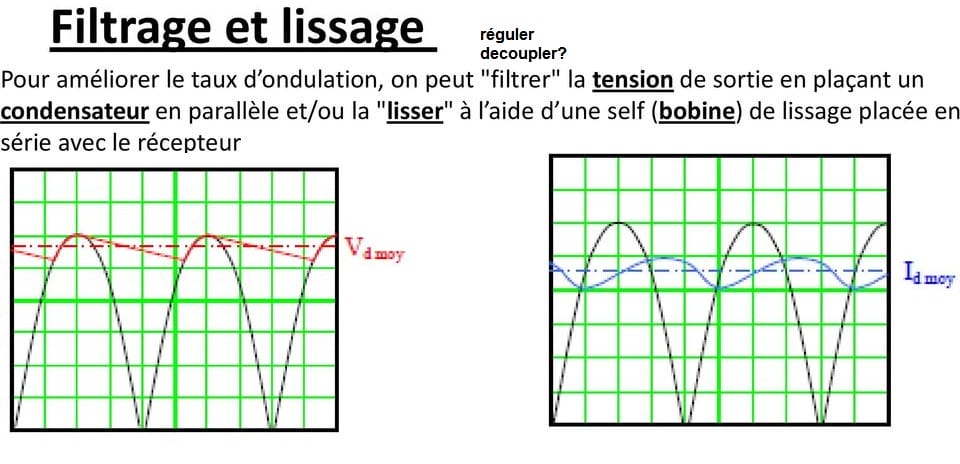 Filtrage et lissage
réguler
decoupler?
Pour améliorer le taux d’ondulation, on peut "filtrer" la tension de sortie en plaçant un
condensateur en parallèle et/ou la "lisser" à l’aide d’une self (bobine) de lissage placée en
série avec le récepteur
Vd moy
Id moy